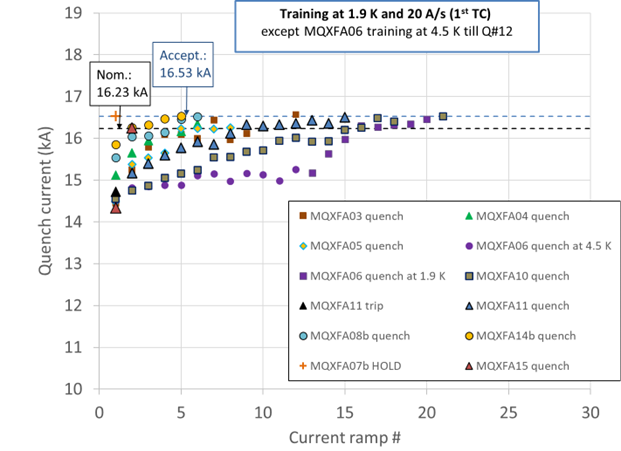 Training at 1.9 K and 20 A/s (1st TC)
except MQXFA06 training at 4.5 K till Q#12
Accept.:
16.53 kA
Nom.:
16.23 kA
Quench current (kA)
19
18
17
16
15
14
13
12
11
10
MQXFA03 quench
MQXFA04 quench
MQXFA05 quench
MQXFA06 quench at 4.5 K
MQXFA06 quench at 1.9 K
MQXFA10 quench
MQXFA11 trip
MQXFA11 quench
MQXFA08b quench
MQXFA14b quench
MQXFA07b HOLD
MQXFA15 quench
0 5 10 15 20 25 30
Current ramp #